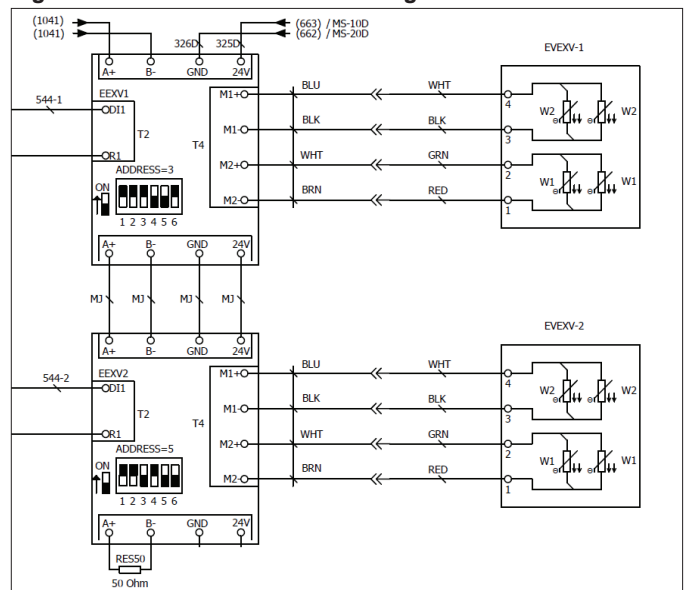 (1041)
(1041)
326D 325D
(663) / MS-10D
(662) / MS-20D
A+ B- GND 24V
EEXV1
544-1
DI1
R1
T2
T4
M1+
M1-
M2+
M2-
ADDRESS=3
ON
1 2 3 4 5 6
A+ B- GND 24V
BLU WHT
BLK BLK
WHT GRN
BRN RED
EVEXV-1
4
W2 W2
3
2
W1 W1
1
MJ MJ MJ MJ
A+ B- GND 24V
EEXV2
544-2
DI1
R1
T2
T4
M1+
M1-
M2+
M2-
ADDRESS=5
ON
1 2 3 4 5 6
A+ B- GND 24V
RES50
50 Ohm
BLU WHT
BLK BLK
WHT GRN
BRN RED
EVEXV-2
4
W2 W2
3
2
W1 W1
1